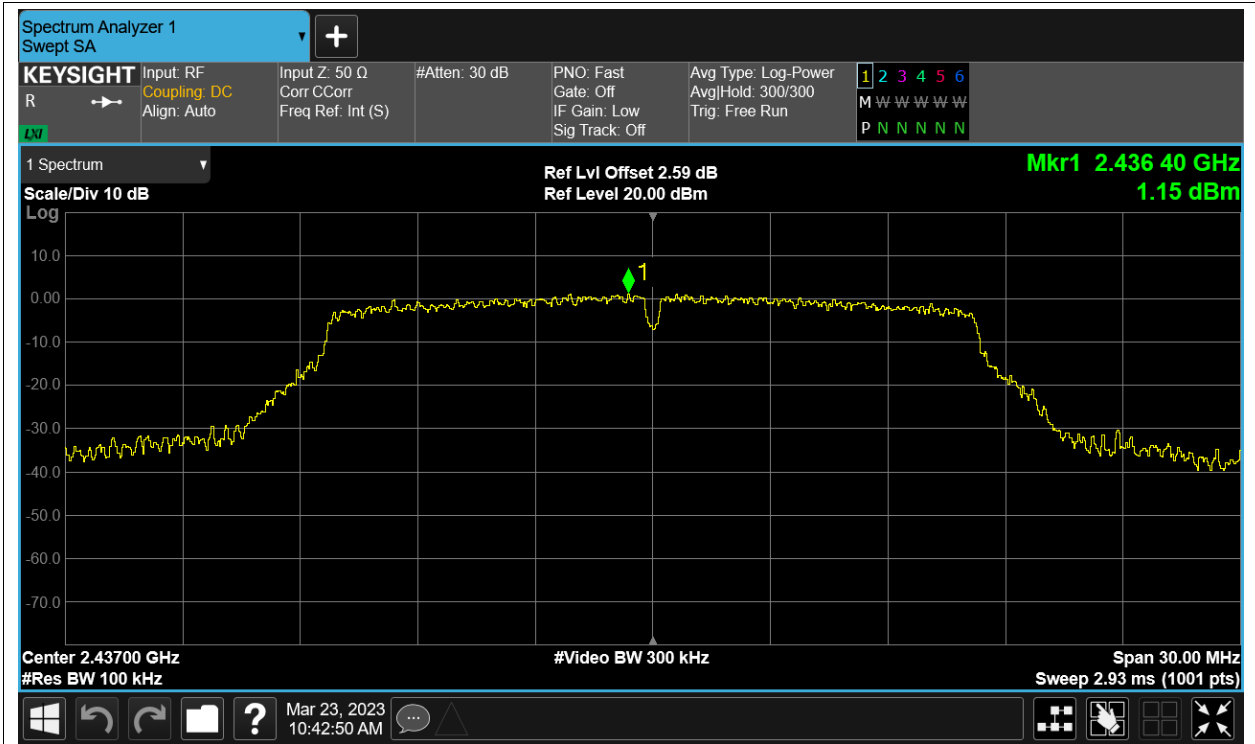 Spectrum Analyzer 1
Swept SA
+
KEYSIGHT
R
LXI
Input: RF
Coupling: DC
Align: Auto
Input Z: 50 Ω
Corr CCorr
Freq Ref: Int (S)
#Atten: 30 dB
PNO: Fast
Gate: Off
IF Gain: Low
Sig Track: Off
Avg Type: Log-Power
Avg|Hold: 300/300
Trig: Free Run
1 2 3 4 5 6
M W W W W W
P N N N N N
1 Spectrum
Scale/Div 10 dB
Log
Ref Lvl Offset 2.59 dB
Ref Level 20.00 dBm
Mkr1 2.436 40 GHz
1.15 dBm
1
10.0
0.00
-10.0
-20.0
-30.0
-40.0
-50.0
-60.0
-70.0
Center 2.43700 GHz
#Res BW 100 kHz
#Video BW 300 kHz
Span 30.00 MHz
Sweep 2.93 ms (1001 pts)
?
Mar 23, 2023
10:42:50 AM